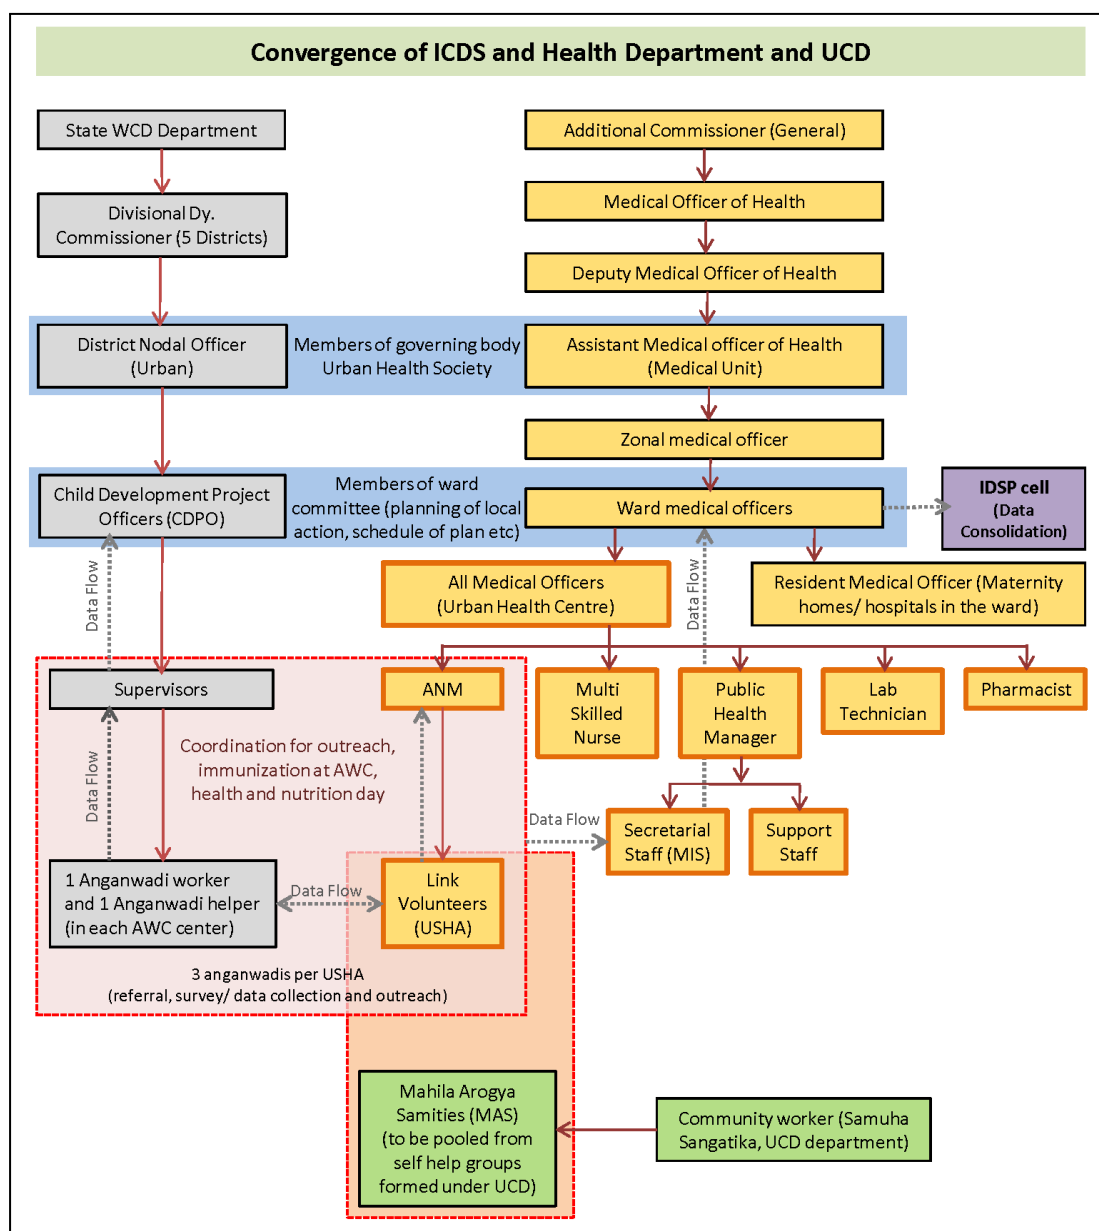 Convergence of ICDS and Health Department and UCD
State WCD Department
Additional Commissioner (General)
Divisional Dy.
Commissioner (5 Districts)
Medical Officer of Health
Deputy Medical Officer of Health
District Nodal Officer
(Urban)
Members of governing body
Urban Health Society
Assistant Medical officer of Health
(Medical Unit)
Zonal medical officer
Child Development Project
Officers (CDPO)
Members of ward
committee (planning of local
action, schedule of plan etc)
Ward medical officers
IDSP cell
(Data
Consolidation)
Data Flow
All Medical Officers
(Urban Health Centre)
Data Flow
Resident Medical Officer (Maternity
homes/ hospitals in the ward)
Supervisors
ANM
Multi
Skilled
Nurse
Public
Health
Manager
Lab
Technician
Pharmacist
Data Flow
Coordination for outreach,
immunization at AWC,
health and nutrition day
Data Flow
Secretarial
Staff (MIS)
Support
Staff
1 Anganwadi worker
and 1 Anganwadi helper
(in each AWC center)
Data Flow
Link
Volunteers
(USHA)
3 anganwadis per USHA
(referral, survey/ data collection and outreach)
Mahila Arogya
Samities (MAS)
(to be pooled from
self help groups
formed under UCD)
Community worker (Samuha
Sangatika, UCD department)